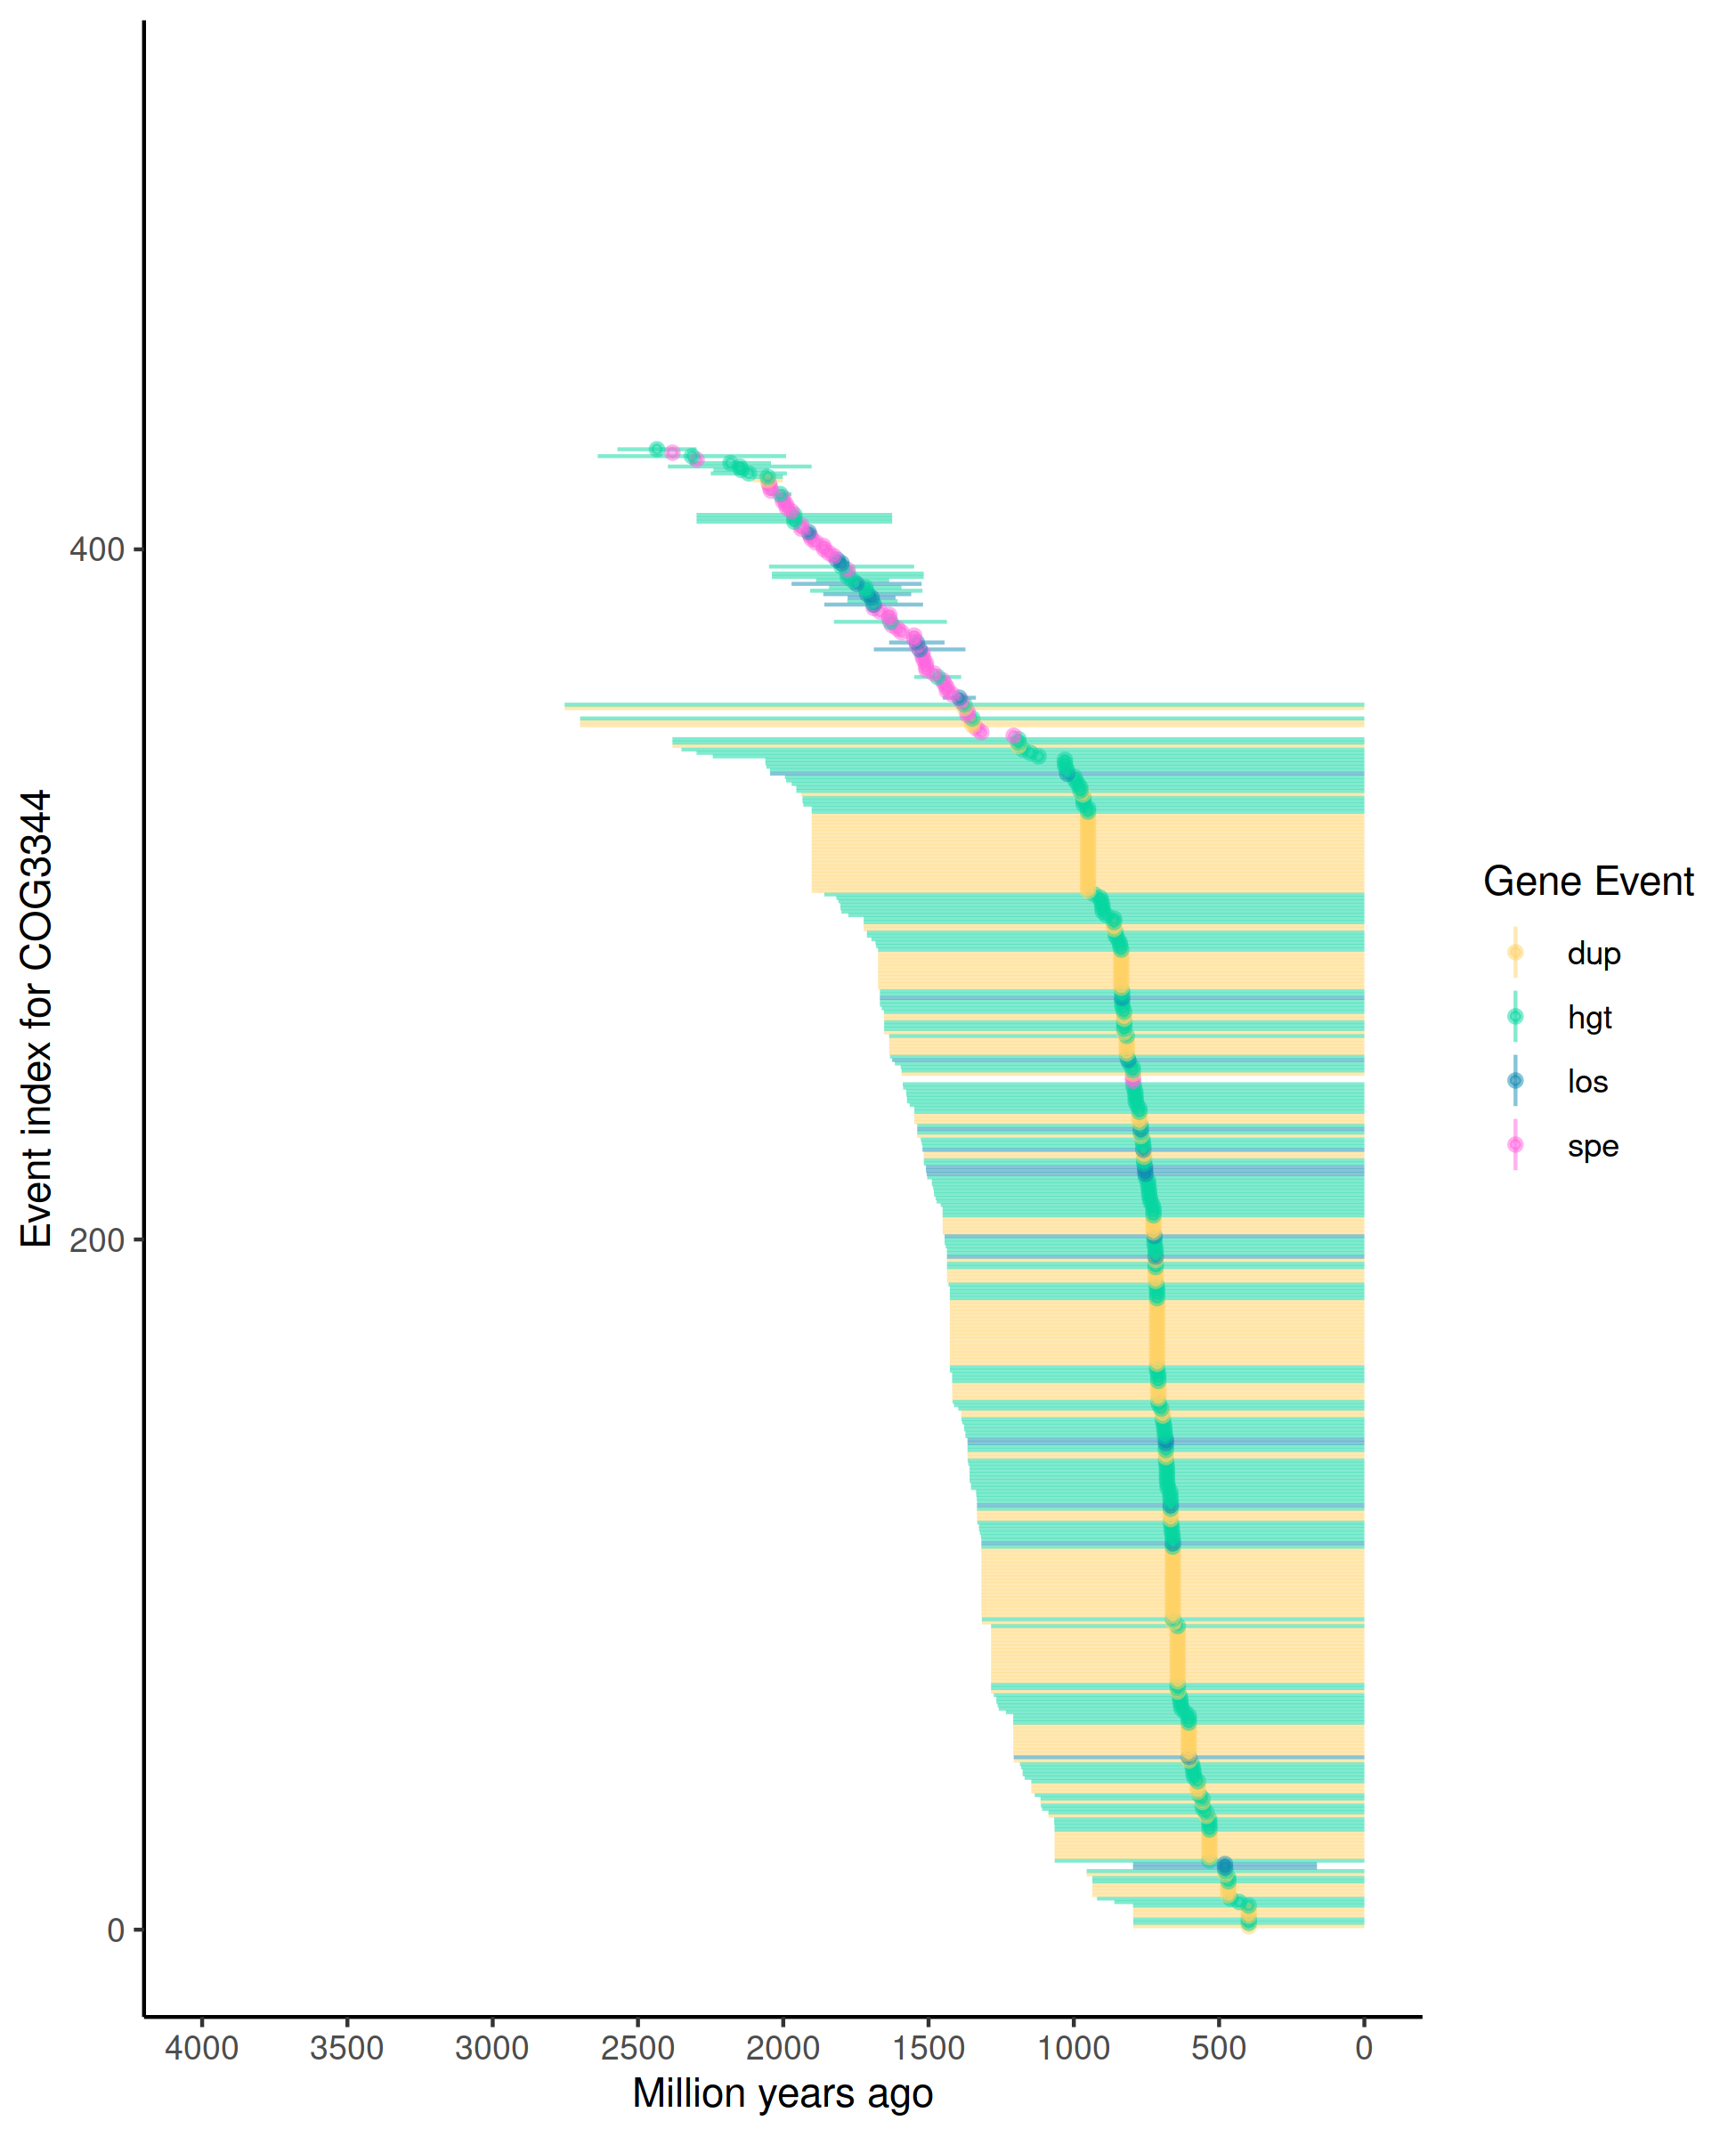 Event index for COG3344
400
200
0
4000 3500 3000 2500 2000 1500 1000 500 0
Million years ago
Gene Event
dup
hgt
los
spe